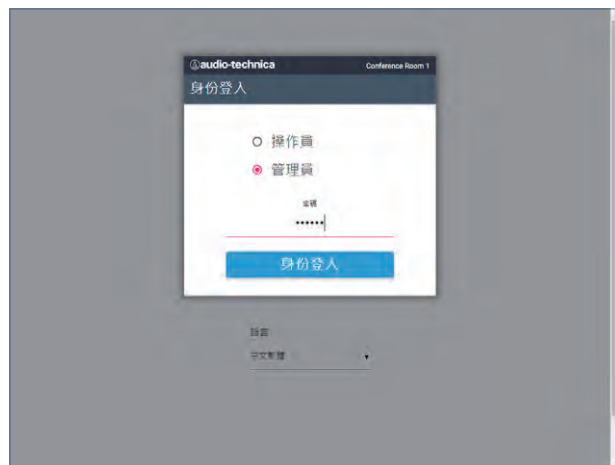 audio-technica Conference Room 1
身份登入
操作員
管理員
密碼
••••••
身份登入
語言
中文繁體